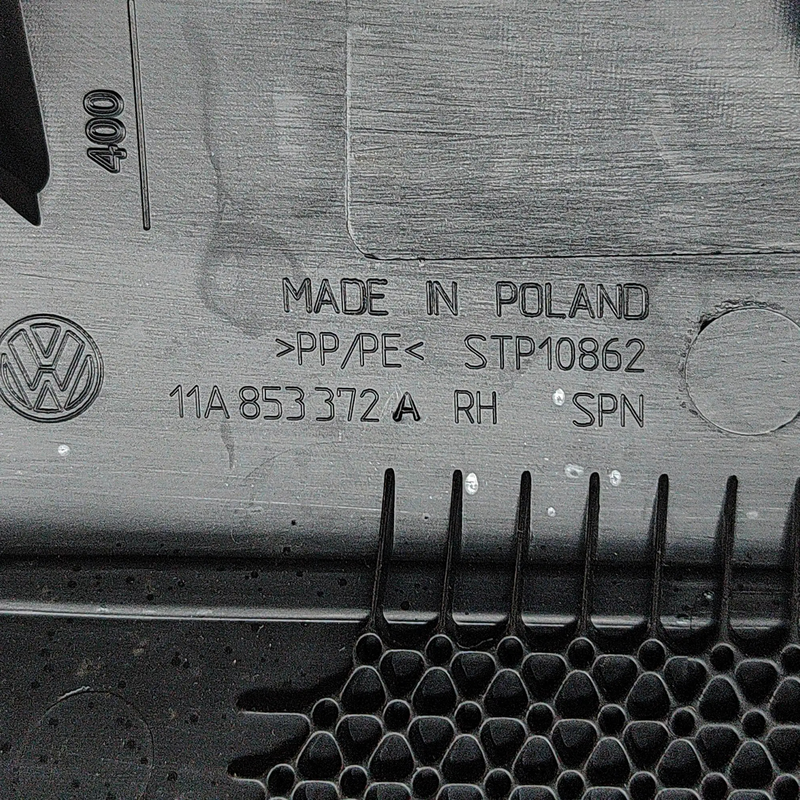 400
MADE IN POLAND
>PP/PE< STP10862
11A 853 372 A RH SPN